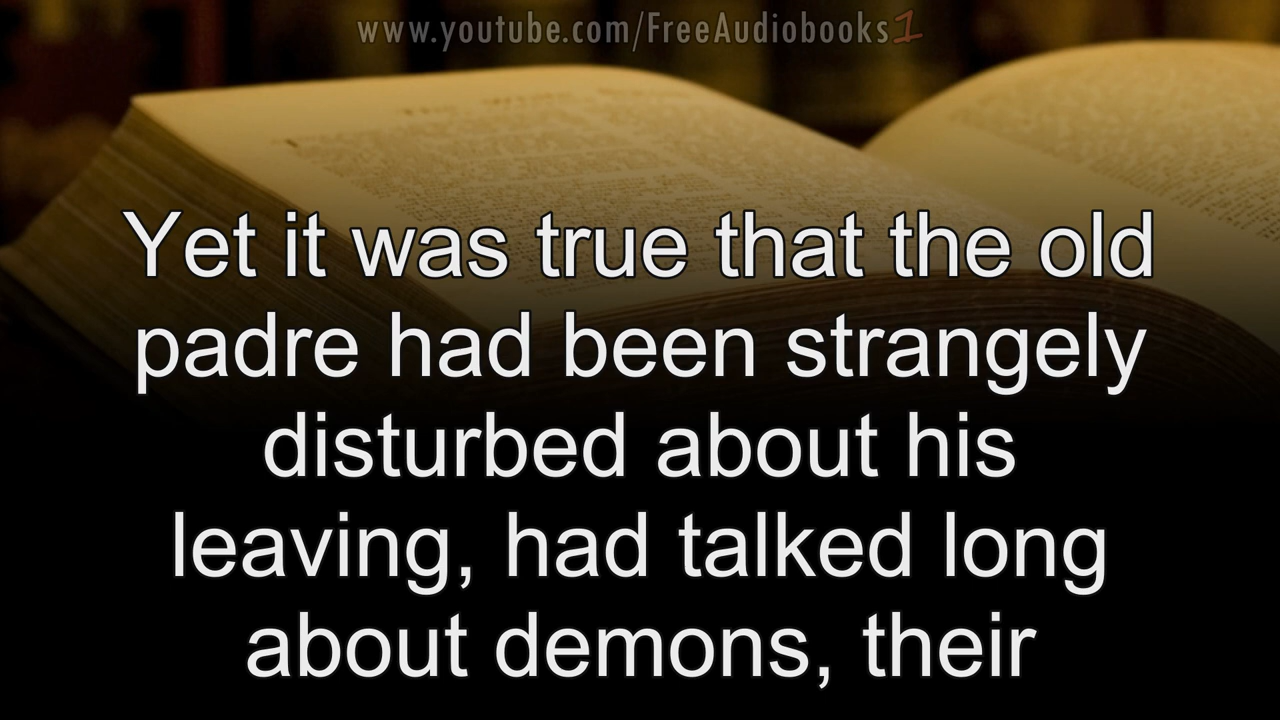 www.youtube.com/FreeAudiobooks1
Yet it was true that the old
padre had been strangely
disturbed about his
leaving, had talked long
about demons, their